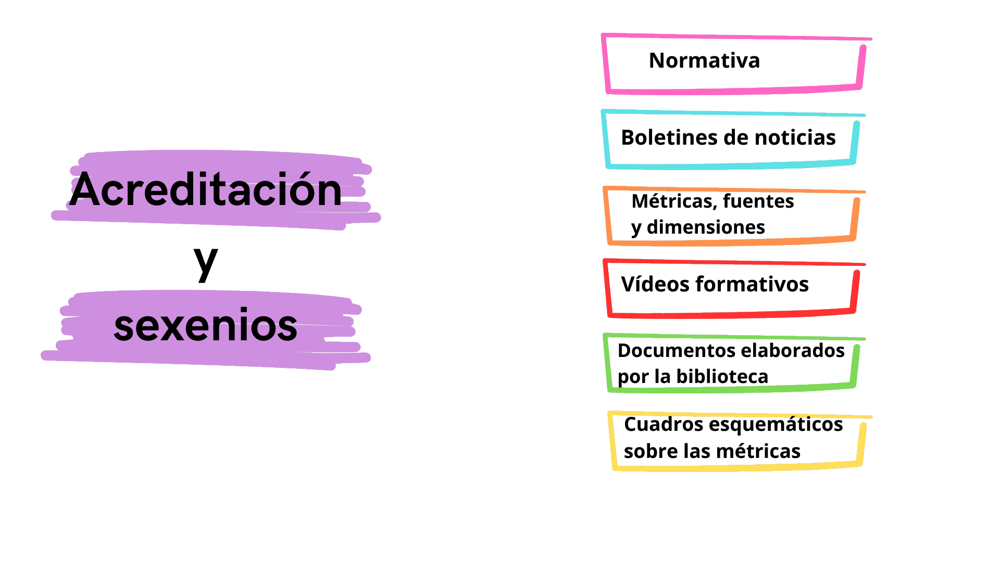 Acreditación
y
sexenios
Normativa
Boletines de noticias
Métricas, fuentes
y dimensiones
Vídeos formativos
Documentos elaborados
por la biblioteca
Cuadros esquemáticos
sobre las métricas